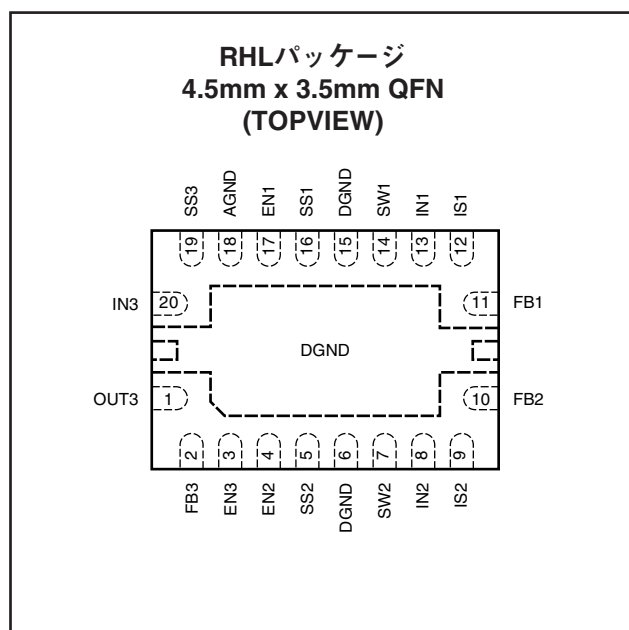 RHLパッケージ
4.5mm x 3.5mm QFN
(TOPVIEW)
SS3 AGND EN1 SS1 DGND SW1 IN1 IS1
19 18 17 16 15 14 13 12
IN3 20 11 FB1
DGND
OUT3 1 10 FB2
2 3 4 5 6 7 8 9
FB3 EN3 EN2 SS2 DGND SW2 IN2 IS2